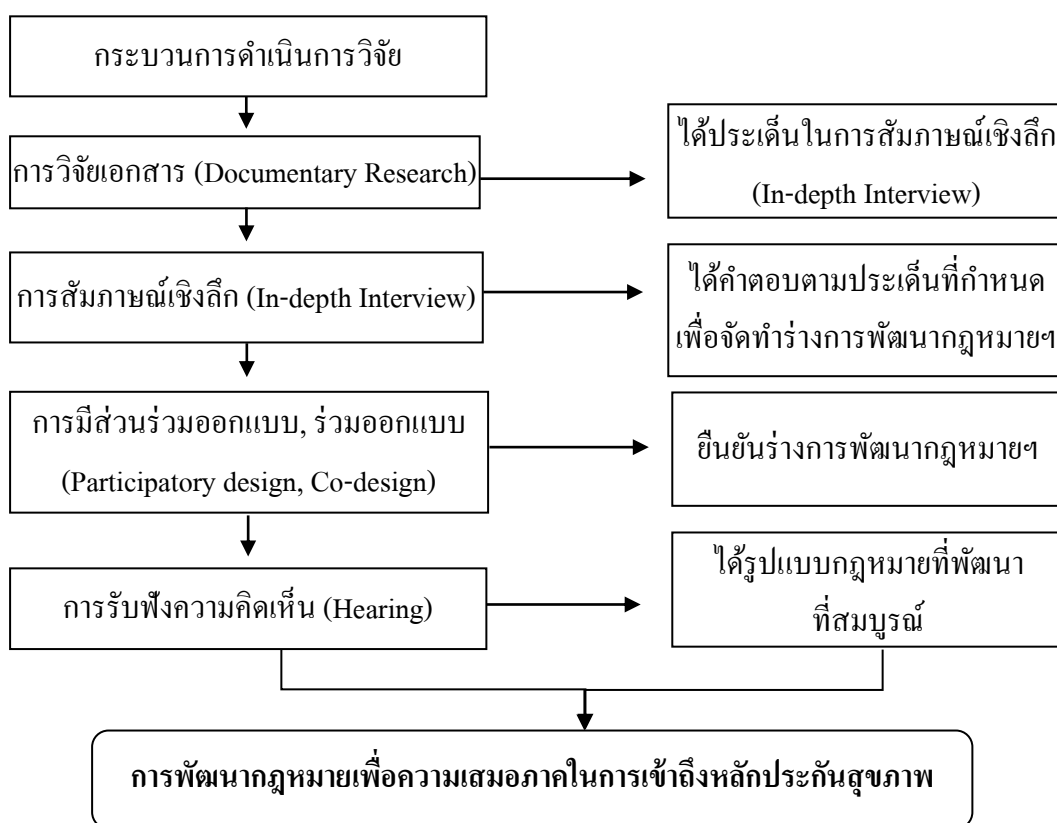 กระบวนการดำเนินการวิจัย
การวิจัยเอกสาร (Documentary Research)
ได้ประเด็นในการสัมภาษณ์เชิงลึก
(In-depth Interview)
การสัมภาษณ์เชิงลึก (In-depth Interview)
ได้คำตอบตามประเด็นที่กำหนด
เพื่อจัดทำร่างการพัฒนากฎหมายฯ
การมีส่วนร่วมออกแบบ, ร่วมออกแบบ
(Participatory design, Co-design)
ยืนยันร่างการพัฒนากฎหมายฯ
การรับฟังความคิดเห็น (Hearing)
ได้รูปแบบกฎหมายที่พัฒนา
ที่สมบูรณ์
การพัฒนากฎหมายเพื่อความเสมอภาคในการเข้าถึงหลักประกันสุขภาพ